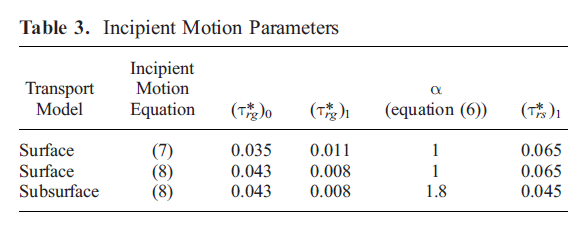 Table 3. Incipient Motion Parameters
Transport Model Incipient Motion Equation (τ*rg)0 (τ*rg)1 α (equation (6)) (τ*rs)1
Surface (7) 0.035 0.011 1 0.065
Surface (8) 0.043 0.008 1 0.065
Subsurface (8) 0.043 0.008 1.8 0.045